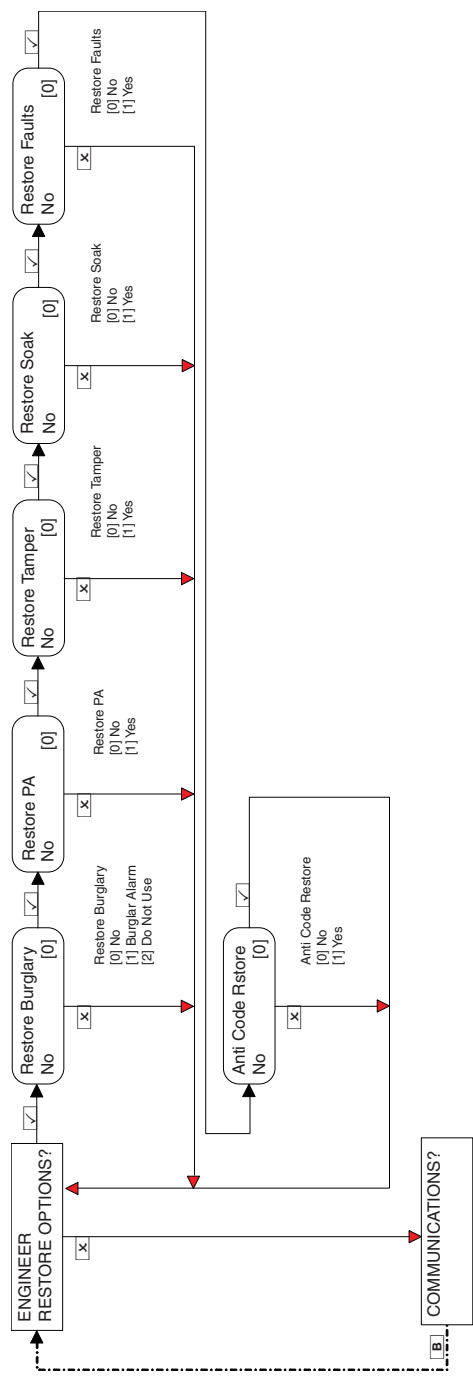 ENGINEER
RESTORE OPTIONS?
✓
x
Restore Burglary
No [0]
✓
x
Restore Burglary
[0] No
[1] Burglar Alarm
[2] Do Not Use
Restore PA
No [0]
✓
x
Restore PA
[0] No
[1] Yes
Restore Tamper
No [0]
✓
x
Restore Tamper
[0] No
[1] Yes
Restore Soak
No [0]
✓
x
Restore Soak
[0] No
[1] Yes
Restore Faults
No [0]
✓
x
Restore Faults
[0] No
[1] Yes
Anti Code Rstore
No [0]
✓
x
Anti Code Restore
[0] No
[1] Yes
COMMUNICATIONS?
B